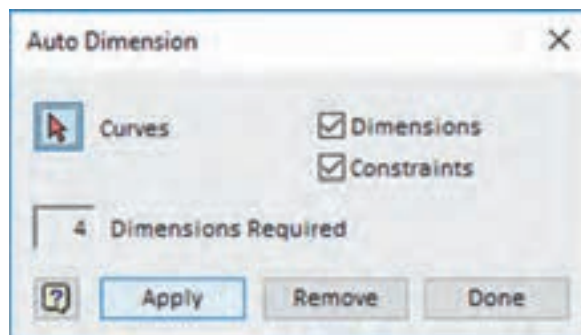 Auto Dimension
Curves
Dimensions
Constraints
4 Dimensions Required
? Apply Remove Done